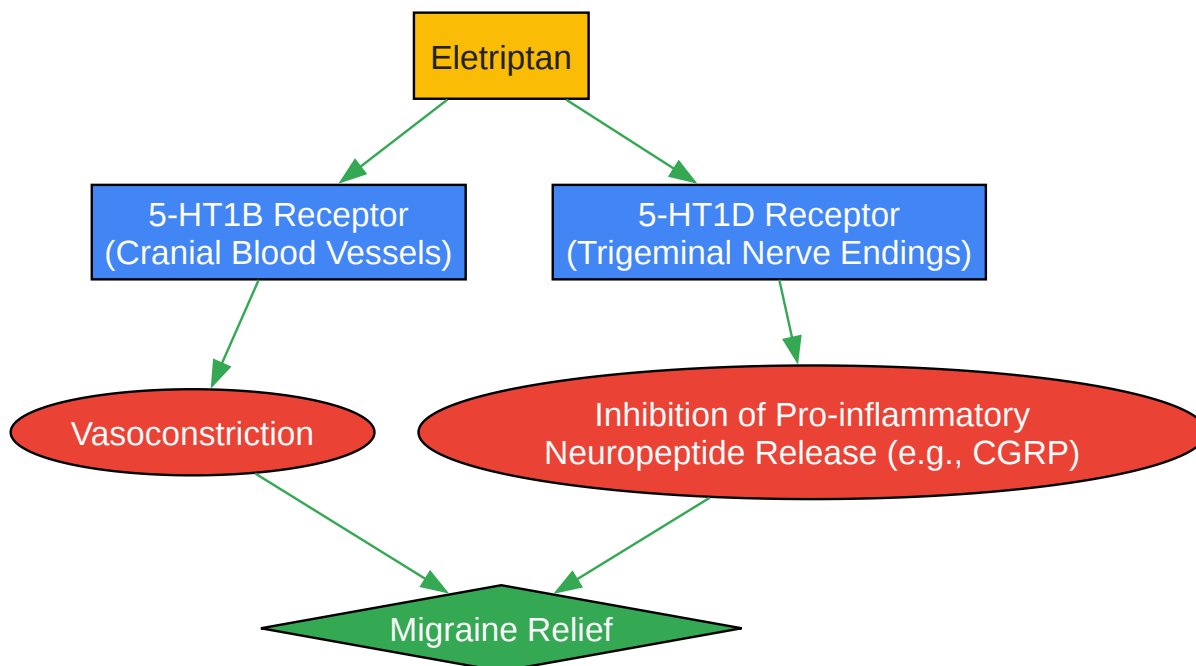 Eletriptan
5-HT1B Receptor
(Cranial Blood Vessels)
5-HT1D Receptor
(Trigeminal Nerve Endings)
Vasoconstriction
Inhibition of Pro-inflammatory
Neuropeptide Release (e.g., CGRP)
Migraine Relief